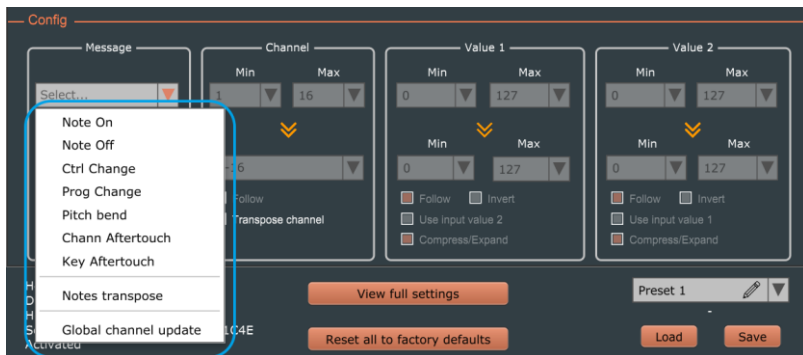 Config
Message
Channel
Value 1
Value 2
Min Max
Min Max
Min Max
Select...
1 16
0 127
0 127
Note On
Note Off
Ctrl Change
Prog Change
Pitch bend
Chann Aftertouch
Key Aftertouch
Notes transpose
Global channel update
-16
Follow
Transpose channel
Min Max
0 127
Follow Invert
Use input value 2
Compress/Expand
Min Max
0 127
Follow Invert
Use input value 1
Compress/Expand
H
D
H
S 1C4E
Activated
View full settings
Reset all to factory defaults
Preset 1
-
Load Save